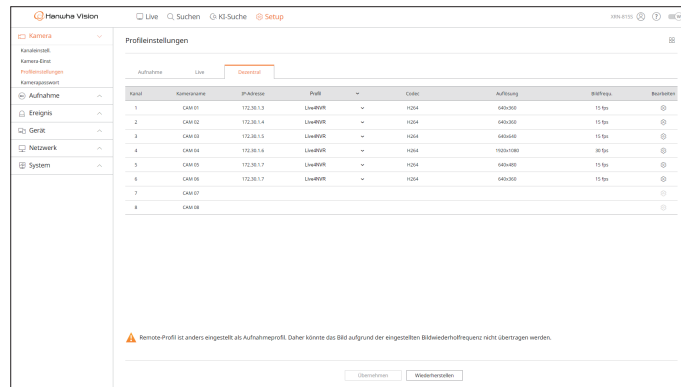 Hanwha Vision
Live Suchen KI-Suche Setup
Kamera
Kanaleinstell.
Kamera-Einst
Profileinstellungen
Kamerapasswort
Aufnahme
Ereignis
Gerät
Netzwerk
System
Profileinstellungen
Aufnahme Live Dezentral
Kanal Kameraname IP-Adresse Profil Codec Auflösung Bildfrequ. Bearbeiten
1 CAM 01 172.30.1.3 Live4NVR H264 640x360 15 fps
2 CAM 02 172.30.1.4 Live4NVR H264 640x360 15 fps
3 CAM 03 172.30.1.5 Live4NVR H264 640x640 15 fps
4 CAM 04 172.30.1.6 Live4NVR H264 1920x1080 30 fps
5 CAM 05 172.30.1.7 Live4NVR H264 640x480 15 fps
6 CAM 06 172.30.1.7 Live4NVR H264 640x360 15 fps
7 CAM 07
8 CAM 08
Remote-Profil ist anders eingestellt als Aufnahmeprofil. Daher könnte das Bild aufgrund der eingestellten Bildwiederholfrequenz nicht übertragen werden.
Übernehmen Wiederherstellen